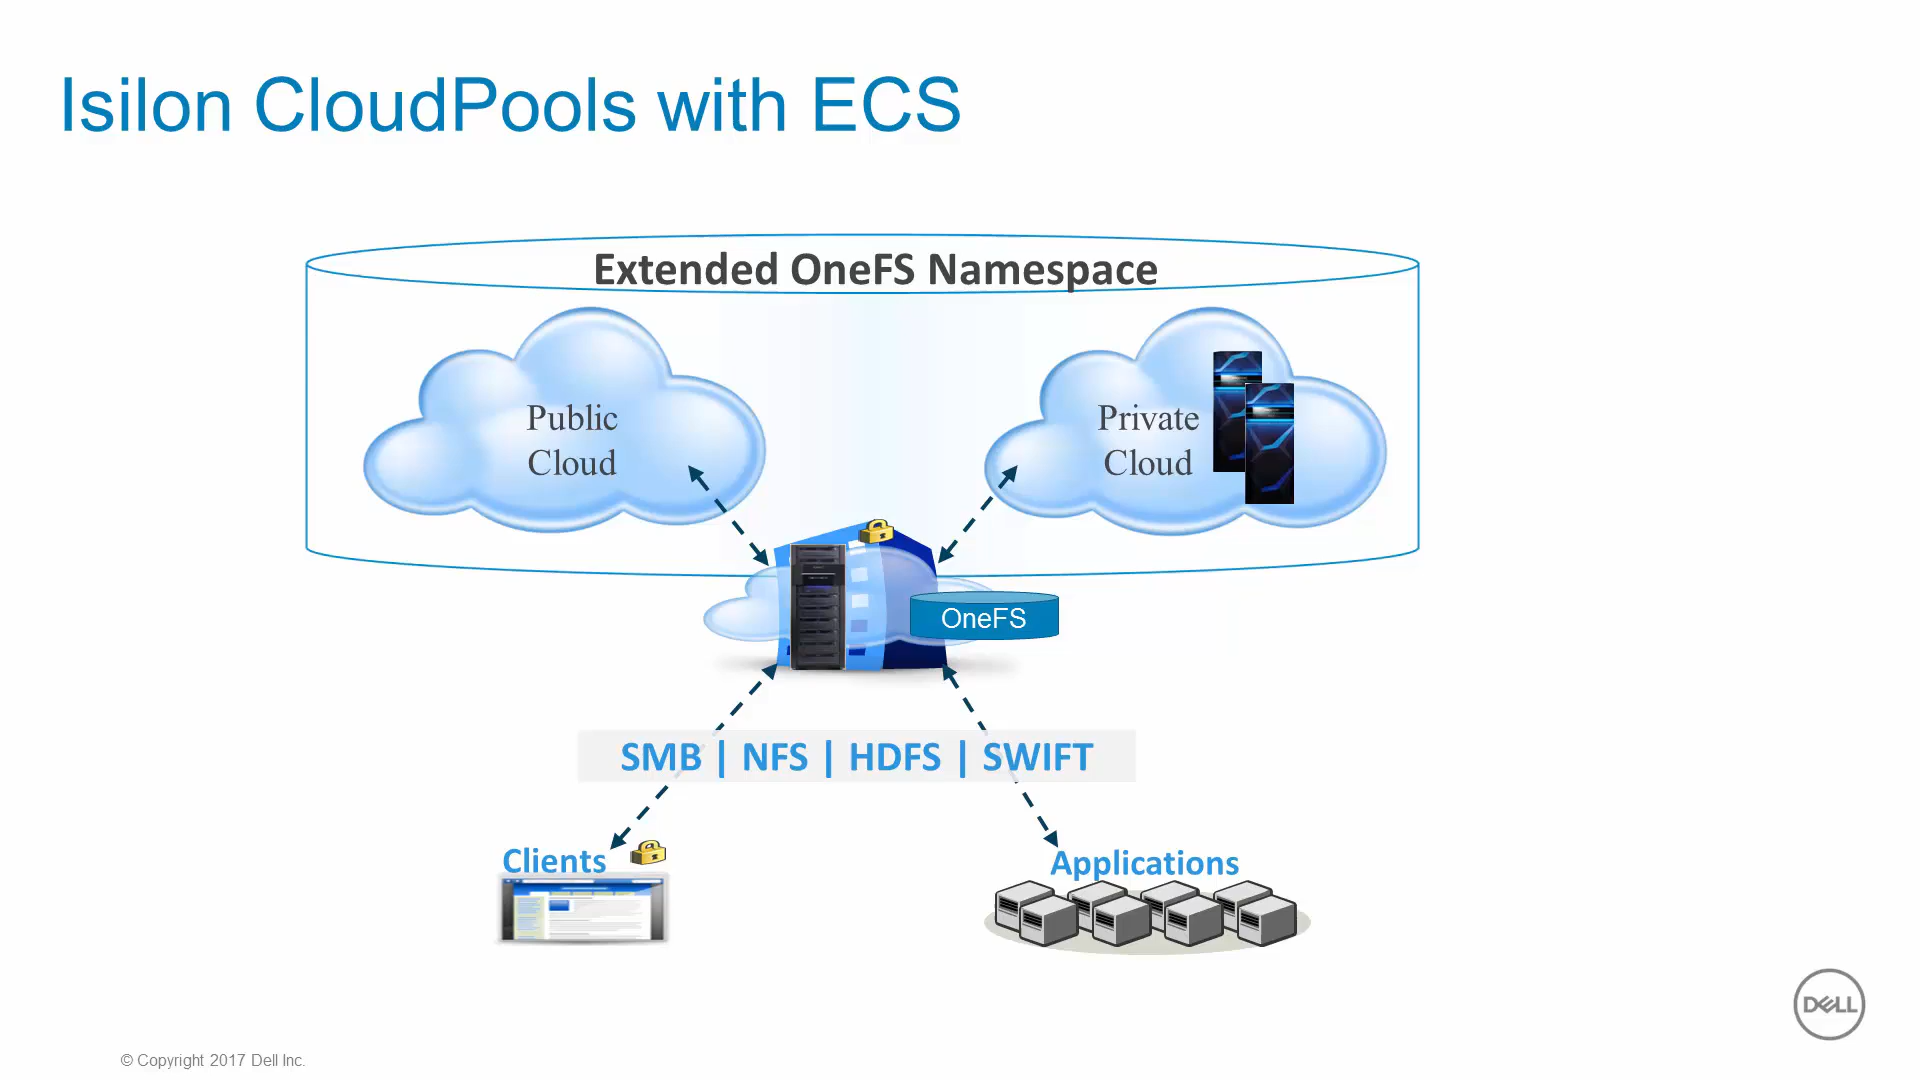 Isilon CloudPools with ECS
Extended OneFS Namespace
Public
Cloud
Private
Cloud
OneFS
SMB | NFS | HDFS | SWIFT
Clients
Applications
DELL
© Copyright 2017 Dell Inc.